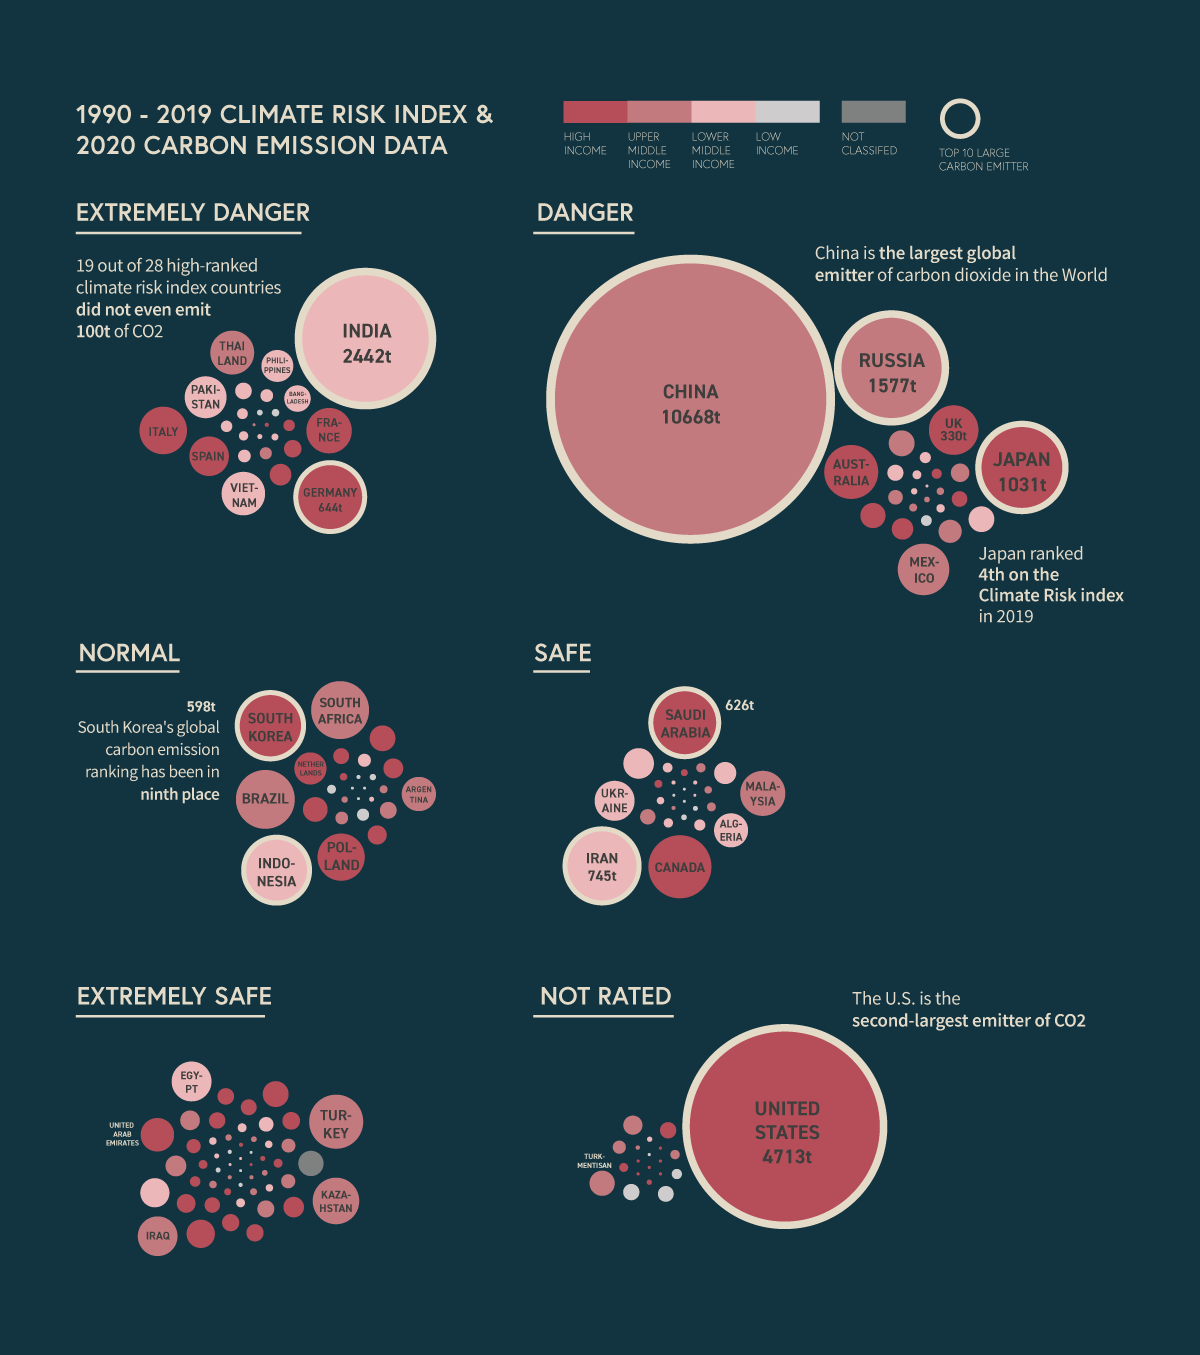 1990 - 2019 CLIMATE RISK INDEX &
2020 CARBON EMISSION DATA
HIGH
INCOME
UPPER
MIDDLE
INCOME
LOWER
MIDDLE
INCOME
LOW
INCOME
NOT
CLASSIFED
TOP 10 LARGE
CARBON EMITTER
EXTREMELY DANGER
19 out of 28 high-ranked
climate risk index countries
did not even emit
100t of CO2
INDIA
2442t
THAI
LAND
PHILI-
PPINES
PAKI-
STAN
BANG-
LADESH
ITALY
FRA-
NCE
SPAIN
VIET-
NAM
GERMANY
644t
DANGER
China is the largest global
emitter of carbon dioxide in the World
CHINA
10668t
RUSSIA
1577t
UK
330t
AUST-
RALIA
JAPAN
1031t
MEX-
ICO
Japan ranked
4th on the
Climate Risk index
in 2019
NORMAL
598t
South Korea's global
carbon emission
ranking has been in
ninth place
SOUTH
KOREA
SOUTH
AFRICA
NETHER
LANDS
BRAZIL
ARGEN
TINA
POL-
LAND
INDO-
NESIA
SAFE
SAUDI
ARABIA
626t
UKR-
AINE
MALA-
YSIA
ALG-
ERIA
IRAN
745t
CANADA
EXTREMELY SAFE
EGY-
PT
UNITED
ARAB
EMIRATES
TUR-
KEY
KAZA-
HSTAN
IRAQ
NOT RATED
The U.S. is the
second-largest emitter of CO2
UNITED
STATES
4713t
TURK-
MENTISAN